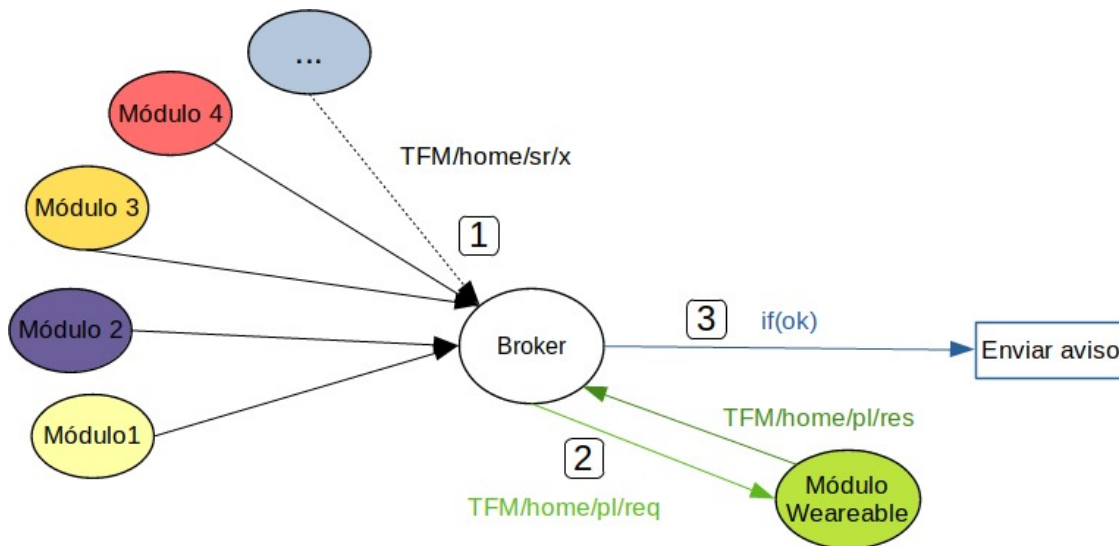 ...
Módulo 4
TFM/home/sr/x
Módulo 3
1
Módulo 2
Broker
3
if(ok)
Enviar aviso
Módulo1
TFM/home/pl/res
2
TFM/home/pl/req
Módulo
Weareable